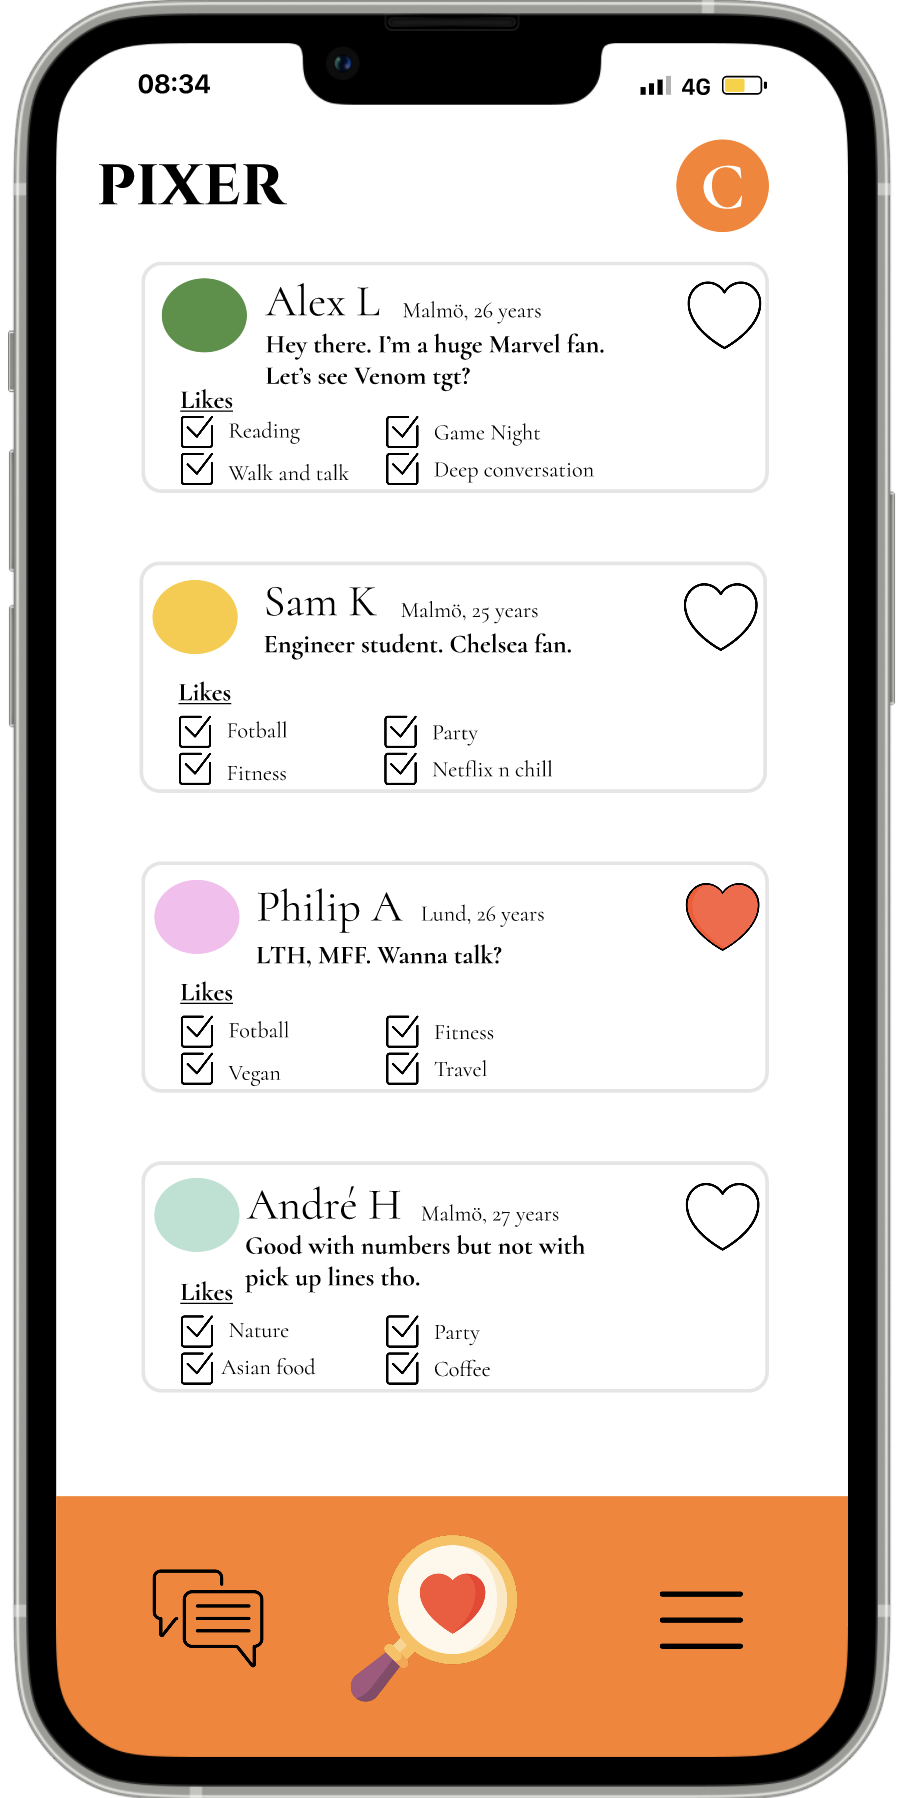 08:34
4G
PIXER
C
Alex L Malmö, 26 years
Hey there. I'm a huge Marvel fan.
Let's see Venom tgt?
Likes
Reading Game Night
Walk and talk Deep conversation
Sam K Malmö, 25 years
Engineer student. Chelsea fan.
Likes
Fotball Party
Fitness Netflix n chill
Philip A Lund, 26 years
LTH, MFF. Wanna talk?
Likes
Fotball Fitness
Vegan Travel
André H Malmö, 27 years
Good with numbers but not with
pick up lines tho.
Likes
Nature Party
Asian food Coffee